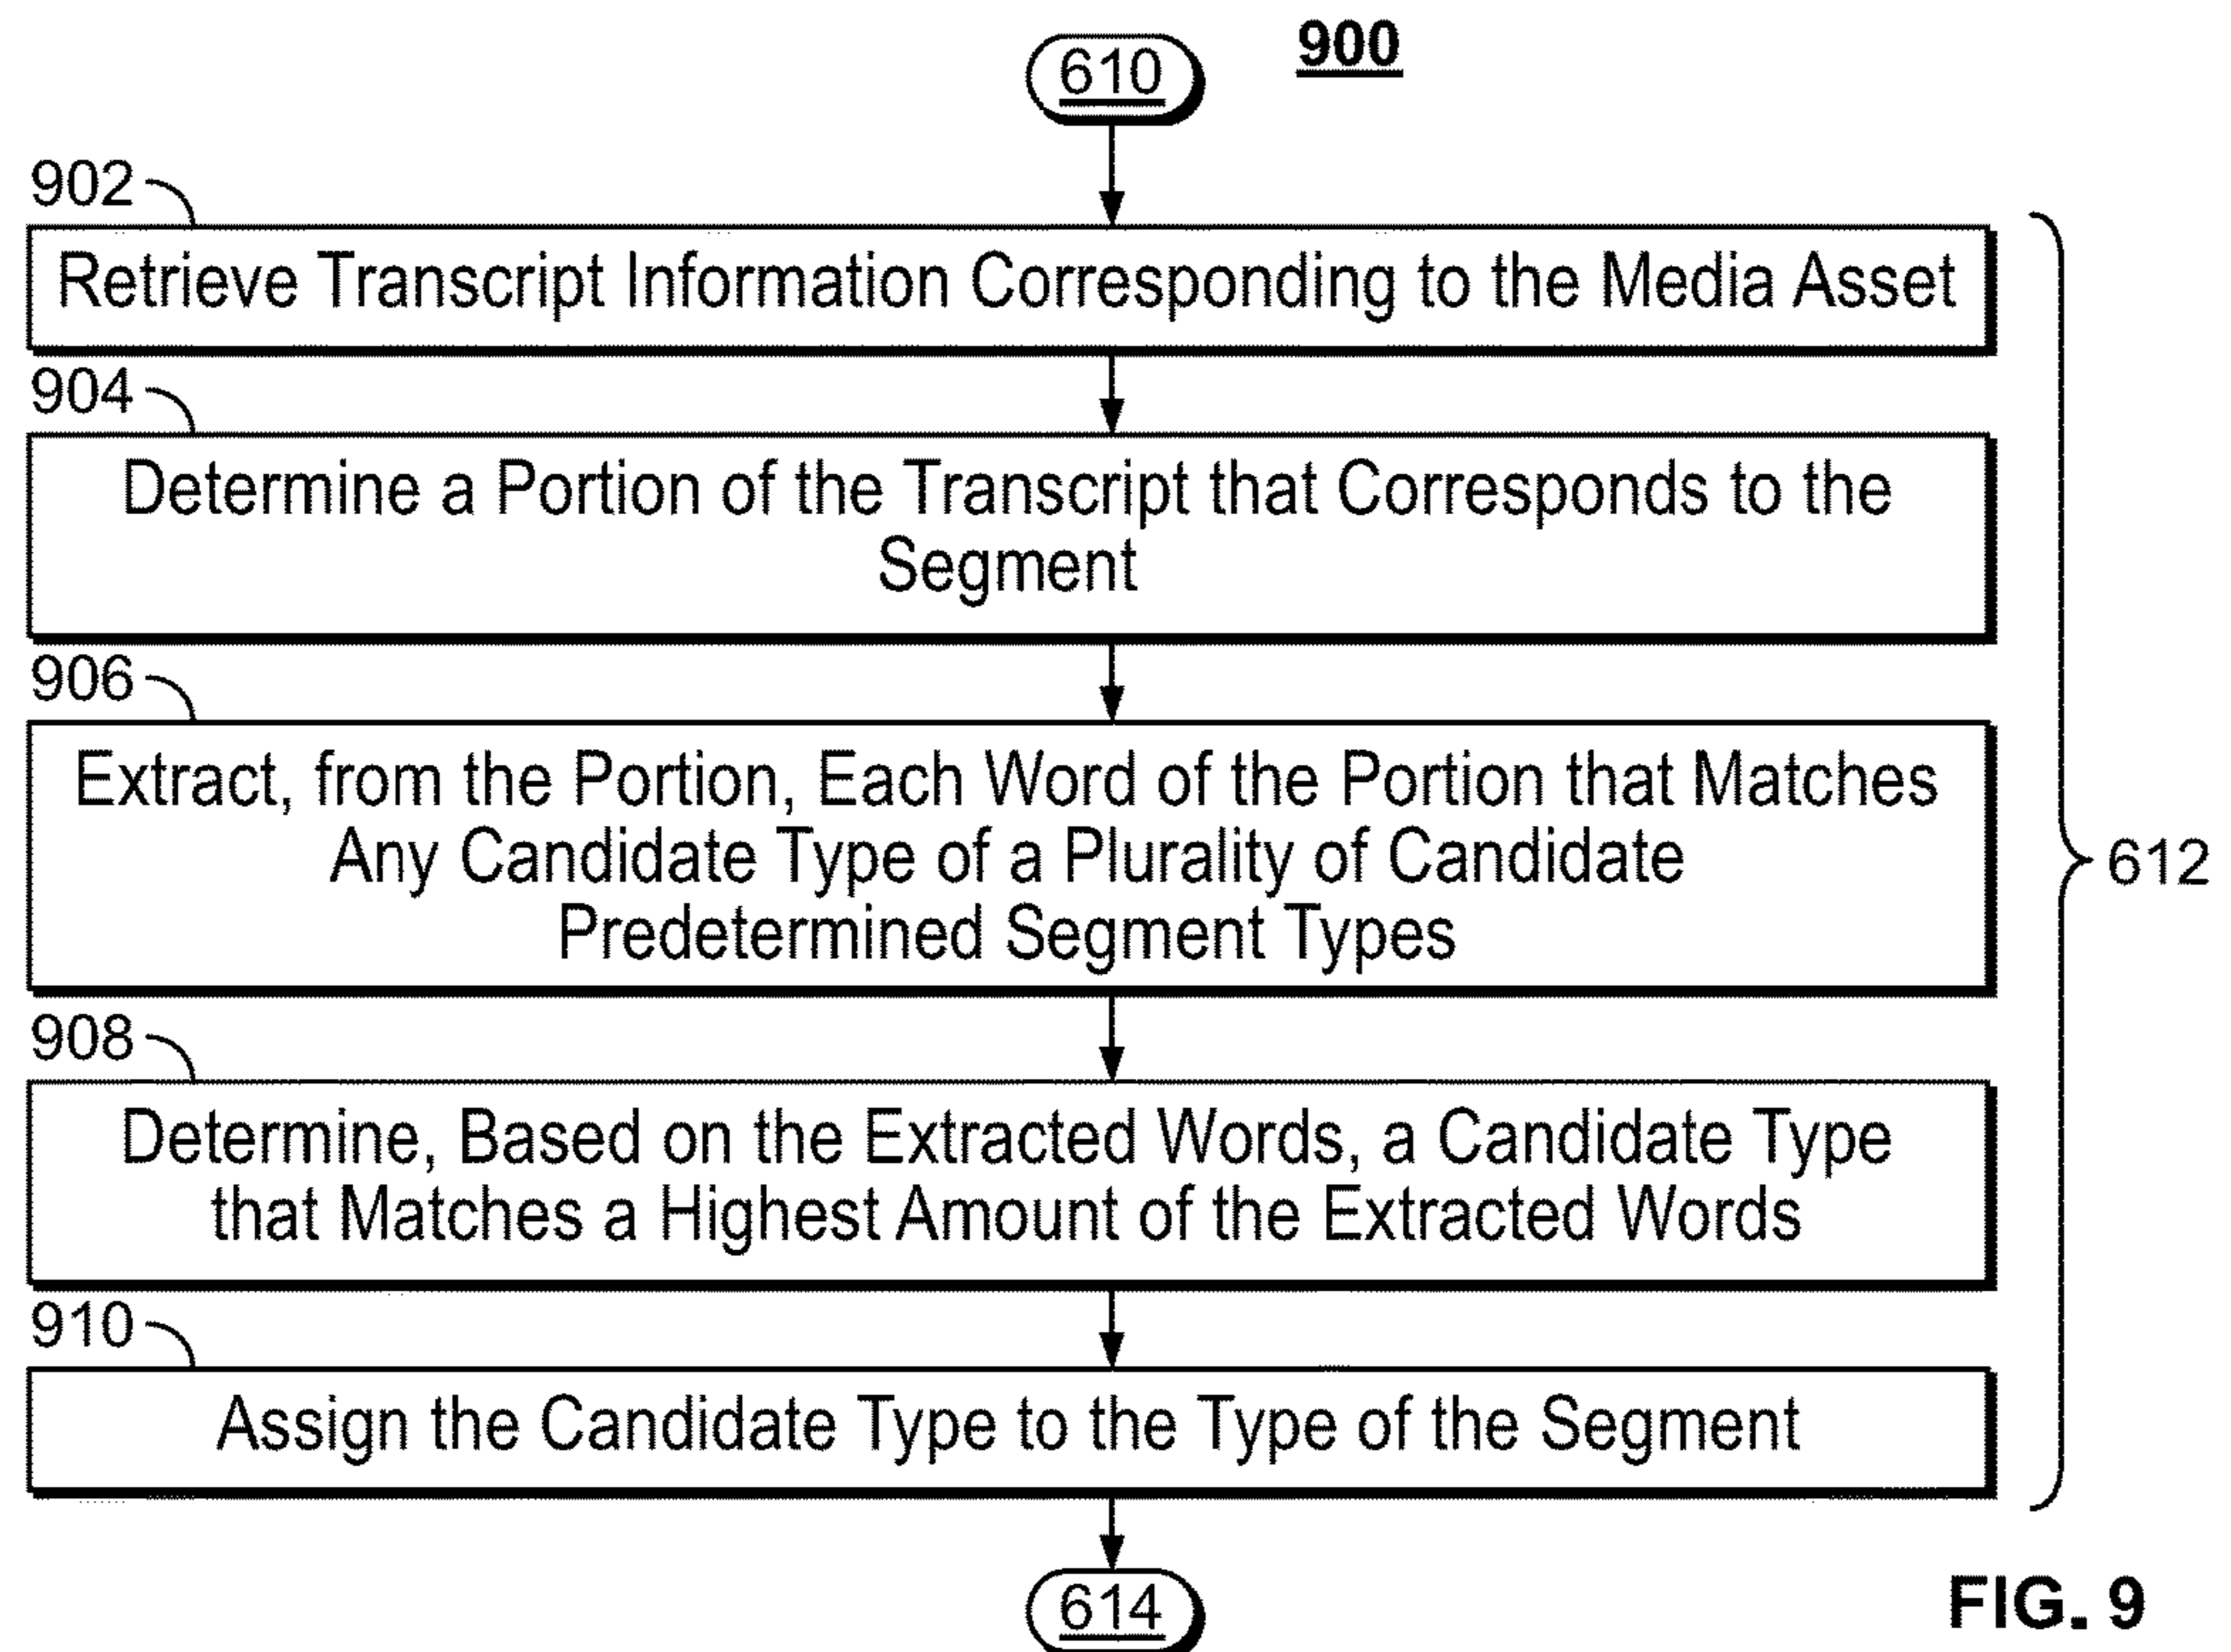 610
900
902
Retrieve Transcript Information Corresponding to the Media Asset
904
Determine a Portion of the Transcript that Corresponds to the
Segment
906
Extract, from the Portion, Each Word of the Portion that Matches
Any Candidate Type of a Plurality of Candidate
Predetermined Segment Types
612
908
Determine, Based on the Extracted Words, a Candidate Type
that Matches a Highest Amount of the Extracted Words
910
Assign the Candidate Type to the Type of the Segment
614
FIG. 9